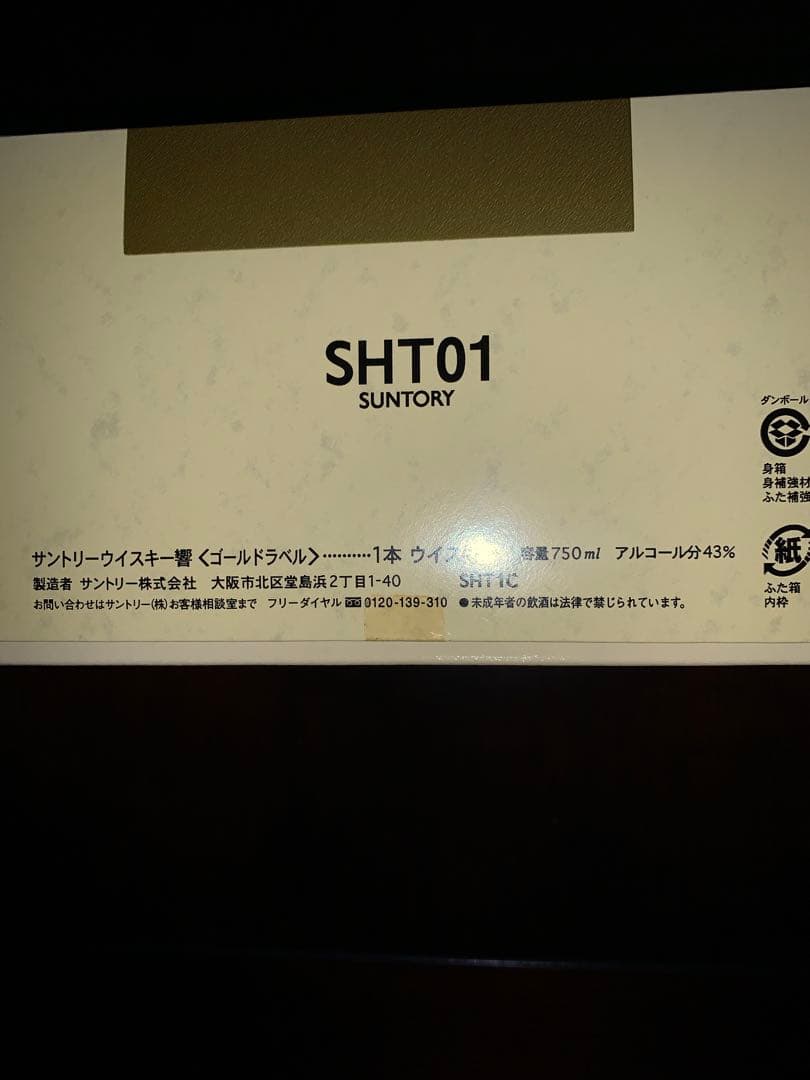 SHT01
SUNTORY
ダンボール
身箱
身補強材
ふた補強
紙
ふた箱
内枠
サントリーウイスキー響〈ゴールドラベル〉‥‥‥‥1本 ウイス 容量750ml アルコール分43%
製造者 サントリー株式会社 大阪市北区堂島浜2丁目1-40 SHT1C
お問い合わせはサントリー(株)お客様相談室まで フリーダイヤル 0120-139-310 ●未成年者の飲酒は法律で禁じられています。